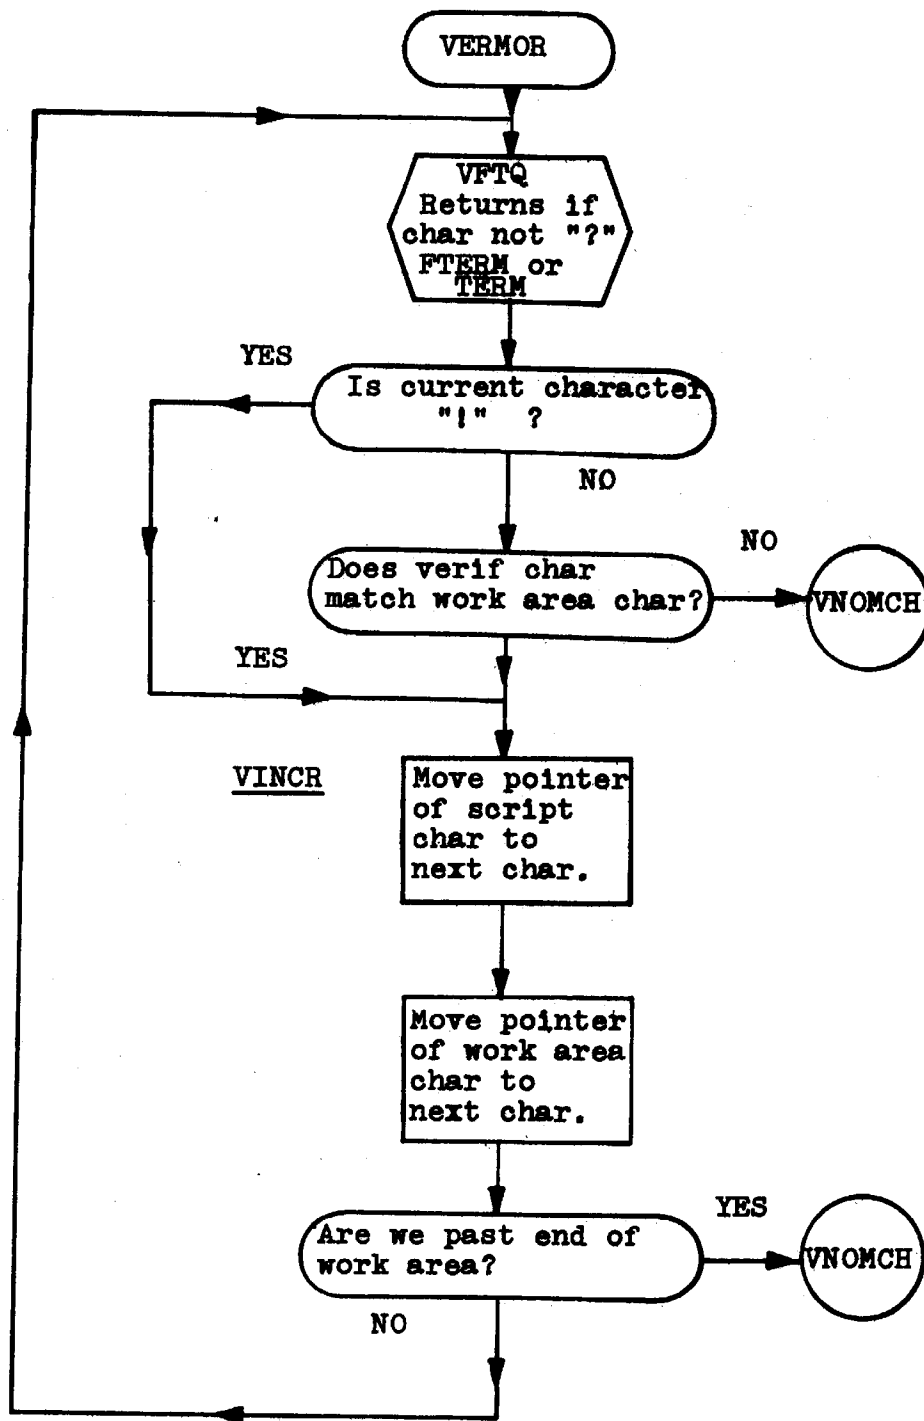 VERMOR
VFTQ
Returns if
char not "?"
FTERM or
TERM
YES
Is current character
"!" ?
NO
Does verif char
match work area char?
NO
VNOMCH
YES
VINCR
Move pointer
of script
char to
next char.
Move pointer
of work area
char to
next char.
Are we past end of
work area?
YES
VNOMCH
NO